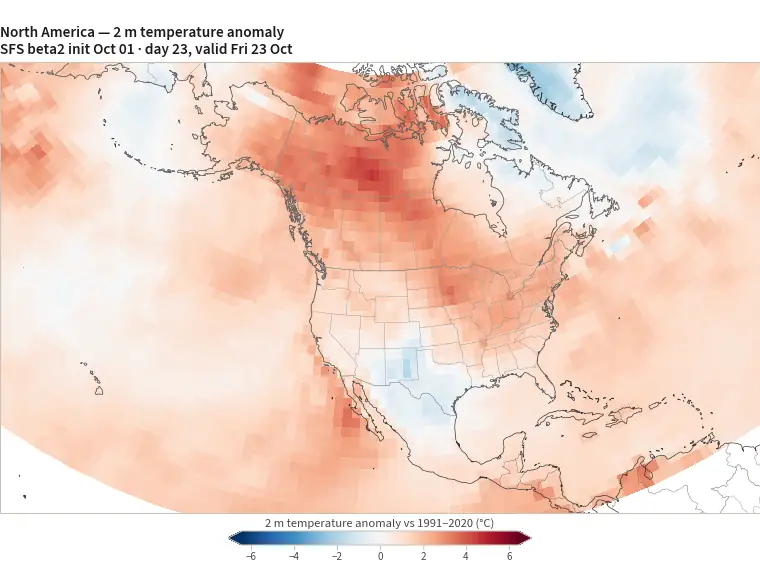 North America — 2 m temperature anomaly
SFS beta2 init Oct 01 · day 23, valid Fri 23 Oct
2 m temperature anomaly vs 1991–2020 (°C)
−6 −4 −2 0 2 4 6